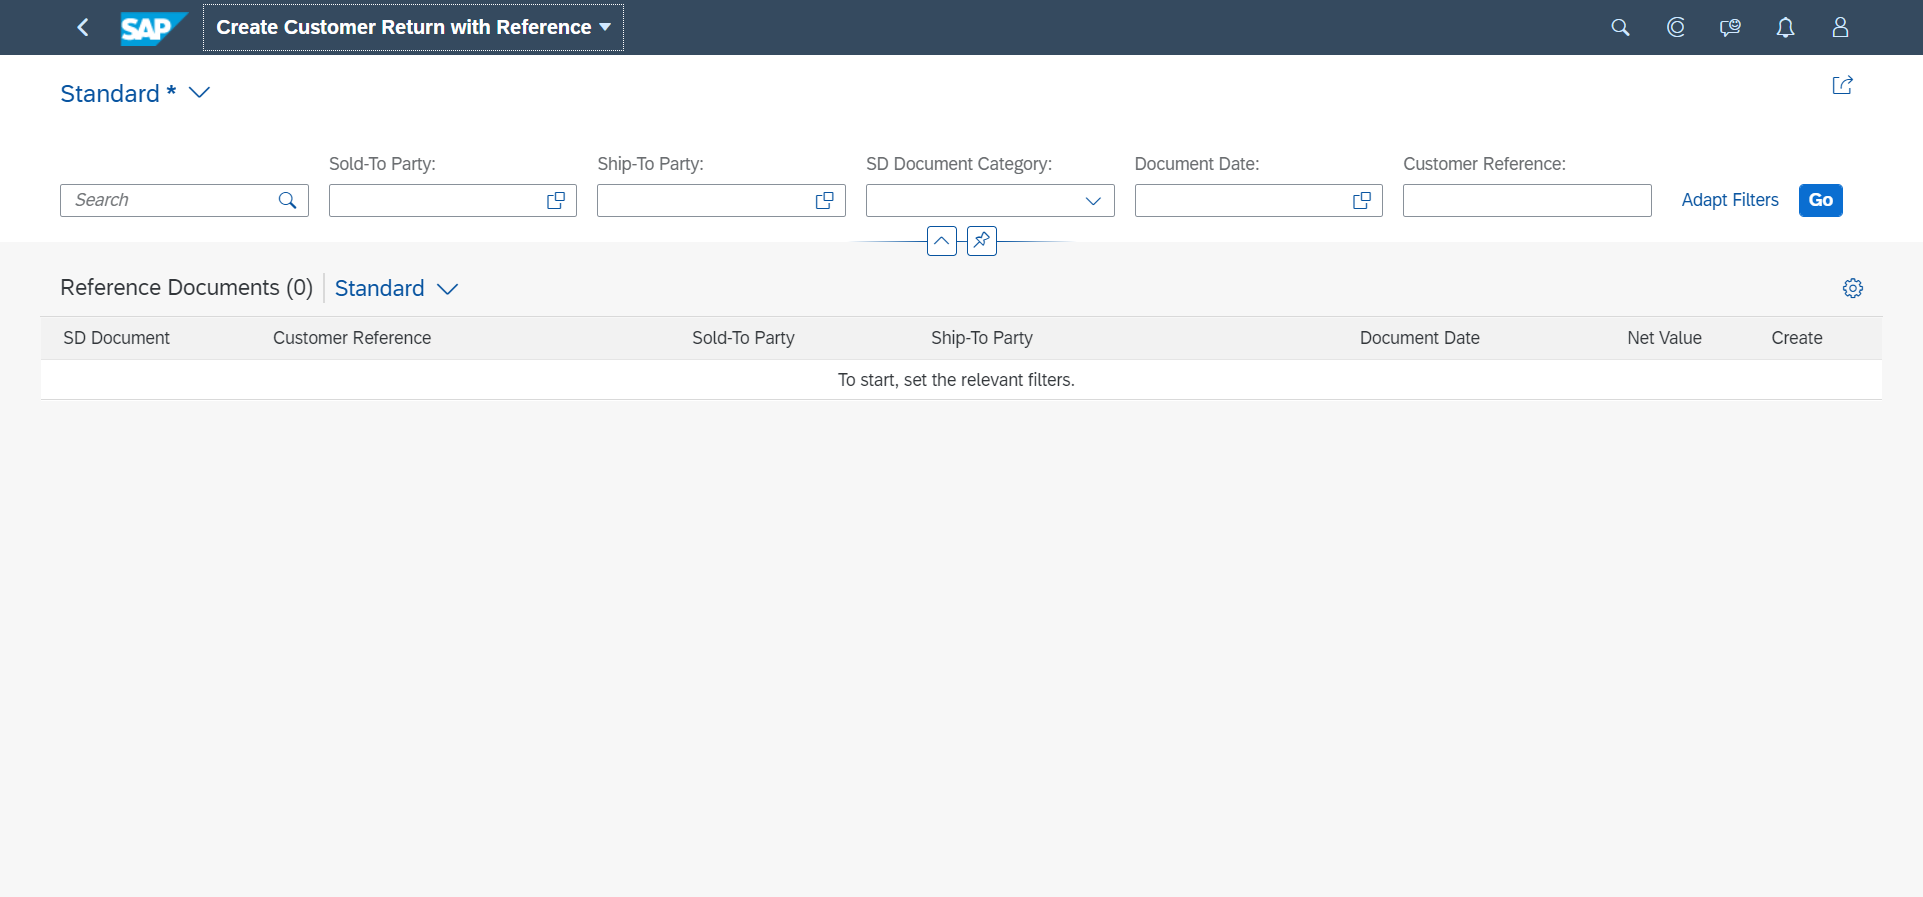 SAP
Create Customer Return with Reference
Standard *
Sold-To Party:
Ship-To Party:
SD Document Category:
Document Date:
Customer Reference:
Search
Adapt Filters
Go
Reference Documents (0)
Standard
SD Document
Customer Reference
Sold-To Party
Ship-To Party
Document Date
Net Value
Create
To start, set the relevant filters.